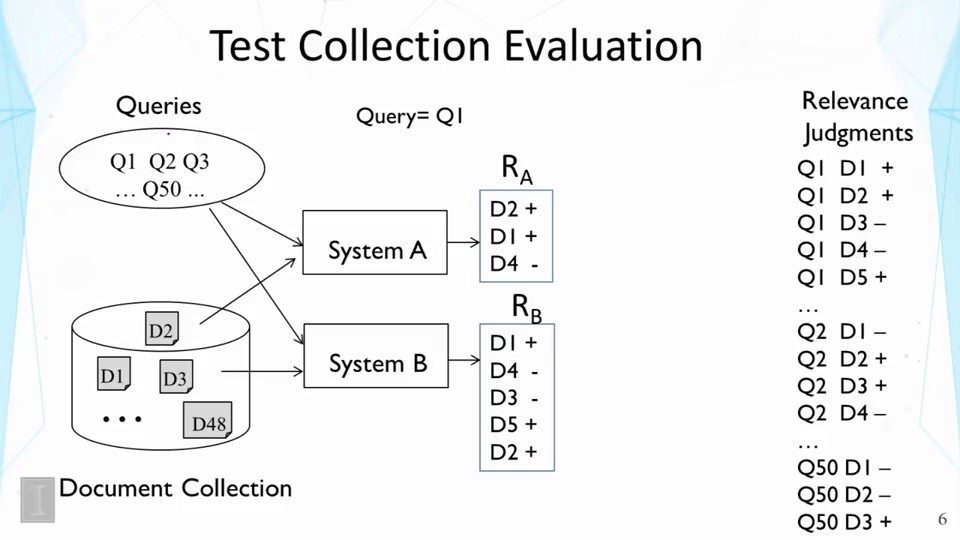 Test Collection Evaluation
Queries
Q1 Q2 Q3
... Q50 ...
Query= Q1
R_A
D2 +
D1 +
D4 -
System A
R_B
D1 +
D4 -
D3 -
D5 +
D2 +
System B
D2
D1
D3
• • •
D48
Document Collection
Relevance
Judgments
Q1 D1 +
Q1 D2 +
Q1 D3 –
Q1 D4 –
Q1 D5 +
...
Q2 D1 –
Q2 D2 +
Q2 D3 +
Q2 D4 –
...
Q50 D1 –
Q50 D2 –
Q50 D3 +
I
6